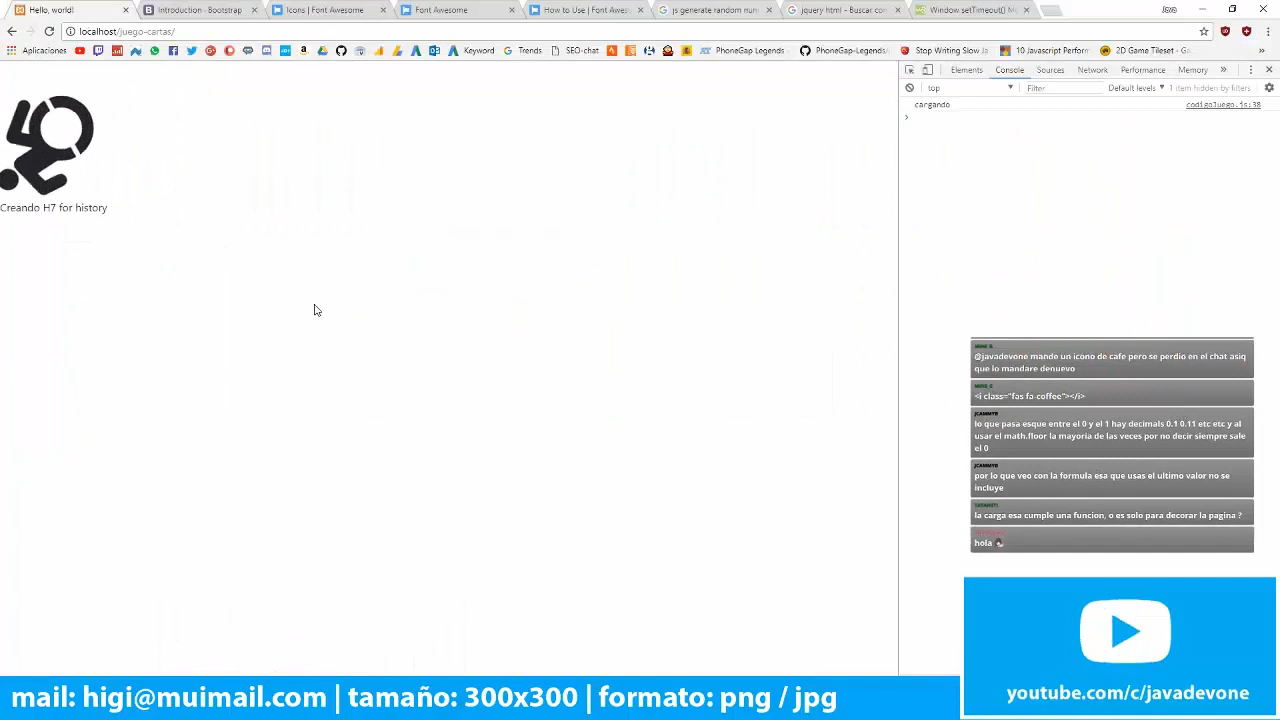 Hello, world!
Introduction · Bootstrap
Icons | Font Awesome
Font Awesome
How to Use | Font Awesom
js generate random num
jquery html - Buscar con
Window setTimeout() Me
localhost/juego-cartas/
Aplicaciones
Keyword
Trends
SEO-chat
PhoneGap Legends
PhoneGap-Legends/
Stop Writing Slow Ja
10 Javascript Perform
2D Game Tileset - Ga
Elements
Console
Sources
Network
Performance
Memory
top
Filter
Default levels
1 item hidden by filters
cargando
codigoJuego.js:38
Creando H7 for history
@javadevone mande un icono de cafe pero se perdio en el chat asiq
que lo mandare denuevo
<i class="fas fa-coffee"></i>
JCAMMYB
lo que pasa esque entre el 0 y el 1 hay decimals 0.1 0.11 etc etc y al
usar el math.floor la mayoria de las veces por no decir siempre sale
el 0
JCAMMYB
por lo que veo con la formula esa que usas el ultimo valor no se
incluye
la carga esa cumple una funcion, o es solo para decorar la pagina ?
hola
mail: higi@muimail.com | tamaño: 300x300 | formato: png / jpg
youtube.com/c/javadevone